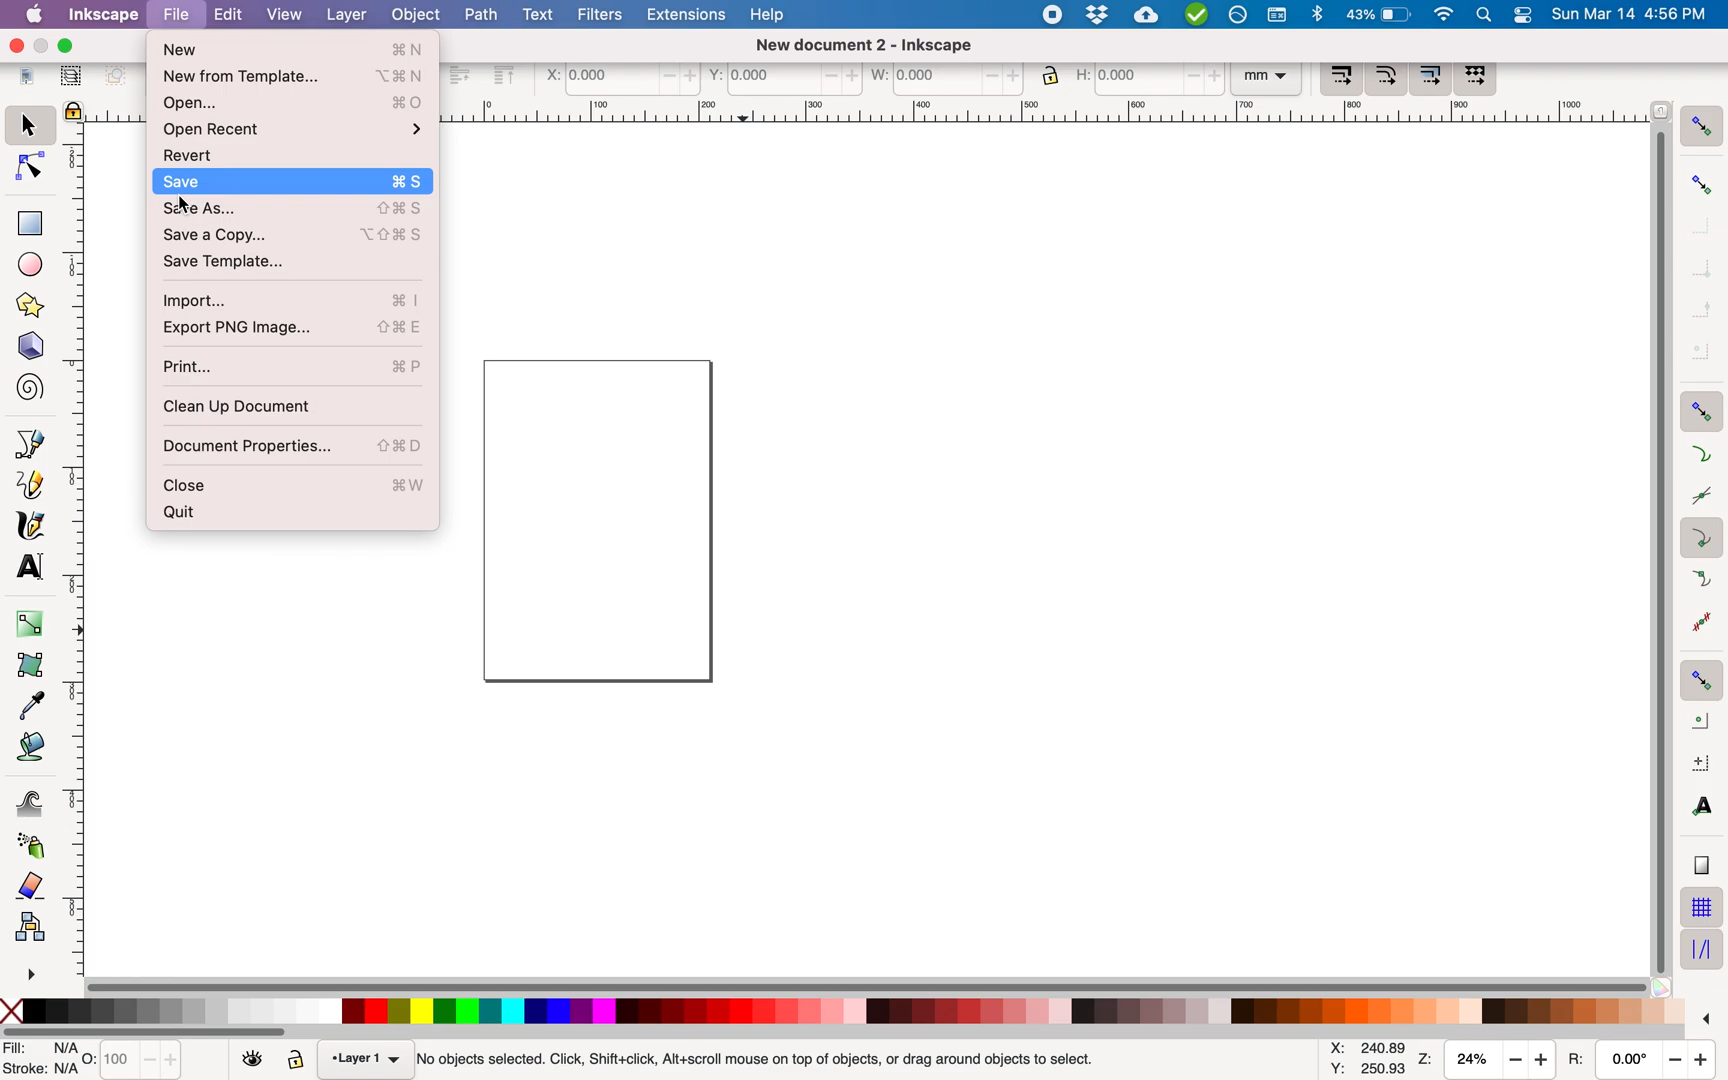 Inkscape File Edit View Layer Object Path Text Filters Extensions Help 43% Sun Mar 14 4:56 PM
New document 2 - Inkscape
X: 0.000 Y: 0.000 W: 0.000 H: 0.000 mm
New ⌘ N
New from Template... ⌥⌘ N
Open... ⌘ O
Open Recent
Revert
Save ⌘ S
Save As... ⇧⌘ S
Save a Copy... ⌥⇧⌘ S
Save Template...
Import... ⌘ I
Export PNG Image... ⇧⌘ E
Print... ⌘ P
Clean Up Document
Document Properties... ⇧⌘ D
Close ⌘ W
Quit
0 100 200 300 400 500 600 700 800 900 1000
Fill: N/A
Stroke: N/A
O: 100
•Layer 1
No objects selected. Click, Shift+click, Alt+scroll mouse on top of objects, or drag around objects to select.
X: 240.89
Y: 250.93
Z: 24%
R: 0.00°